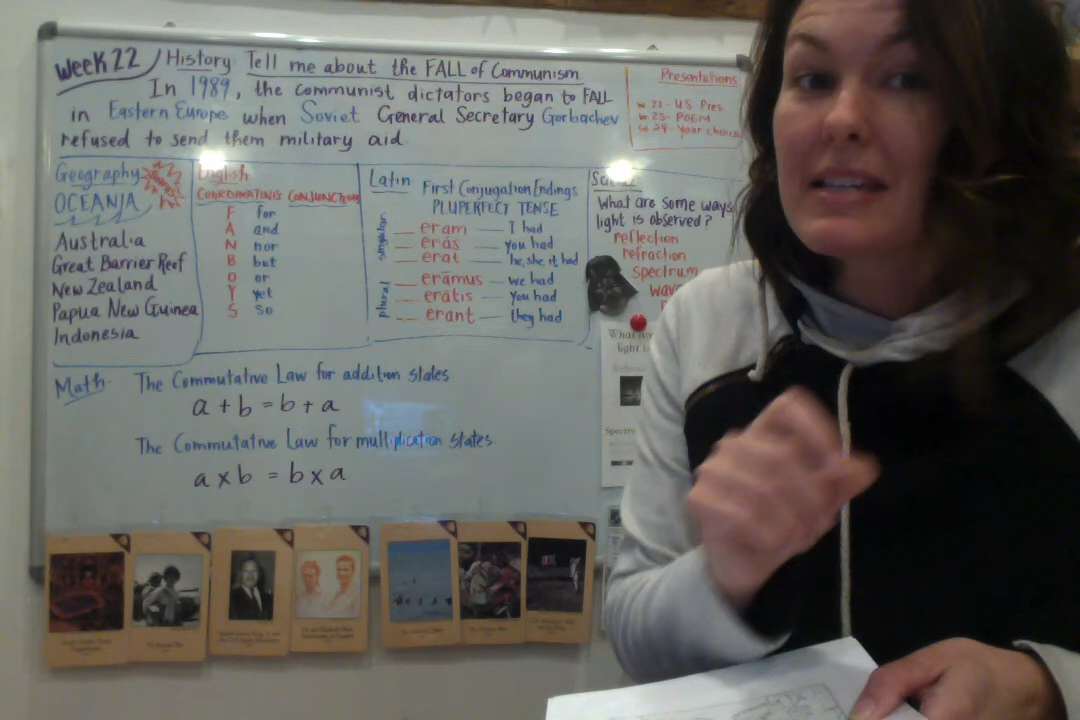 Week 22
History: Tell me about the FALL of Communism
In 1989, the communist dictators began to FALL
in Eastern Europe when Soviet General Secretary Gorbachev
refused to send them military aid.
Presentations
w.22- US Pres.
w.23- POEM
w.24- Your choice
Geography
OCEANIA
Australia
Great Barrier Reef
New Zealand
Papua New Guinea
Indonesia
English
COORDINATING CONJUNCTION
F for
A and
N nor
B but
O or
Y yet
S so
Latin
First Conjugation Endings
PLUPERFECT TENSE
singular
__ eram — I had
__ erās — you had
__ erat — he, she, it had
plural
__ erāmus — we had
__ erātis — you had
__ erant — they had
What are some ways
light is observed?
reflection
refraction
spectrum
Math
The Commutative Law for addition states
a + b = b + a
The Commutative Law for multiplication states
a x b = b x a